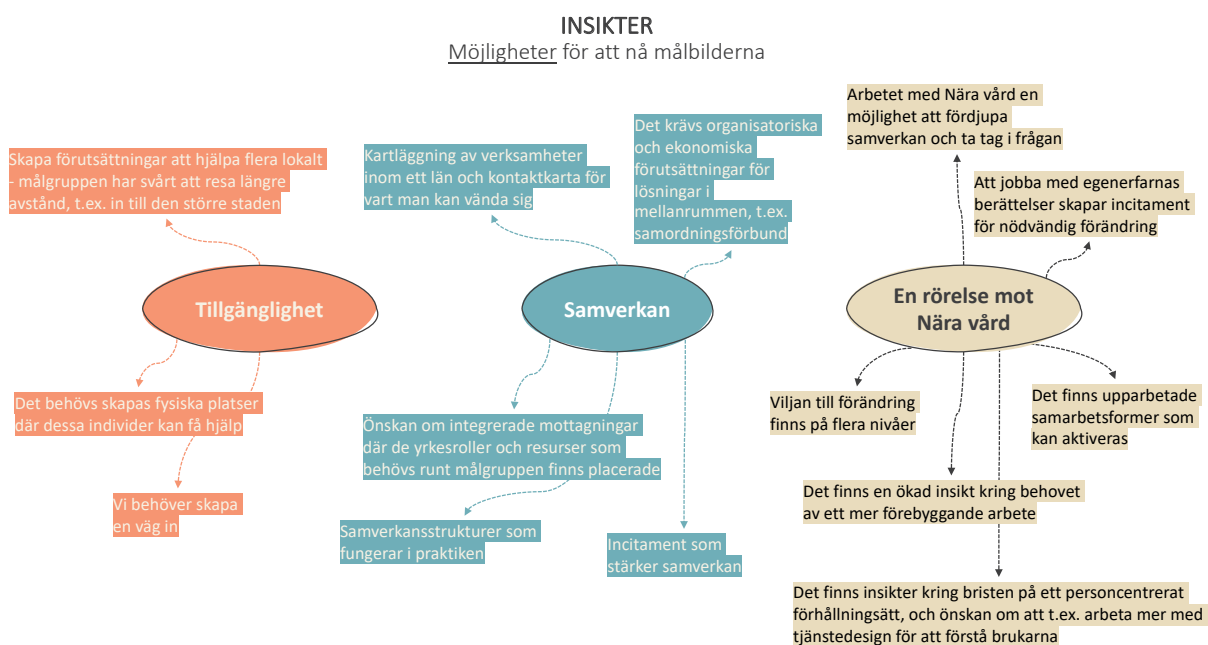 INSIKTER
Möjligheter för att nå målbilderna
Skapa förutsättningar att hjälpa flera lokalt
- målgruppen har svårt att resa längre
avstånd, t.ex. in till den större staden
Tillgänglighet
Det behövs skapas fysiska platser
där dessa individer kan få hjälp
Vi behöver skapa
en väg in
Kartläggning av verksamheter
inom ett län och kontaktkarta för
vart man kan vända sig
Det krävs organisatoriska
och ekonomiska
förutsättningar för
lösningar i
mellanrummen, t.ex.
samordningsförbund
Samverkan
Önskan om integrerade mottagningar
där de yrkesroller och resurser som
behövs runt målgruppen finns placerade
Samverkansstrukturer som
fungerar i praktiken
Incitament som
stärker samverkan
Arbetet med Nära vård en
möjlighet att fördjupa
samverkan och ta tag i frågan
Att jobba med egenerfarnas
berättelser skapar incitament
för nödvändig förändring
En rörelse mot
Nära vård
Viljan till förändring
finns på flera nivåer
Det finns upparbetade
samarbetsformer som
kan aktiveras
Det finns en ökad insikt kring behovet
av ett mer förebyggande arbete
Det finns insikter kring bristen på ett personcentrerat
förhållningsätt, och önskan om att t.ex. arbeta mer med
tjänstedesign för att förstå brukarna